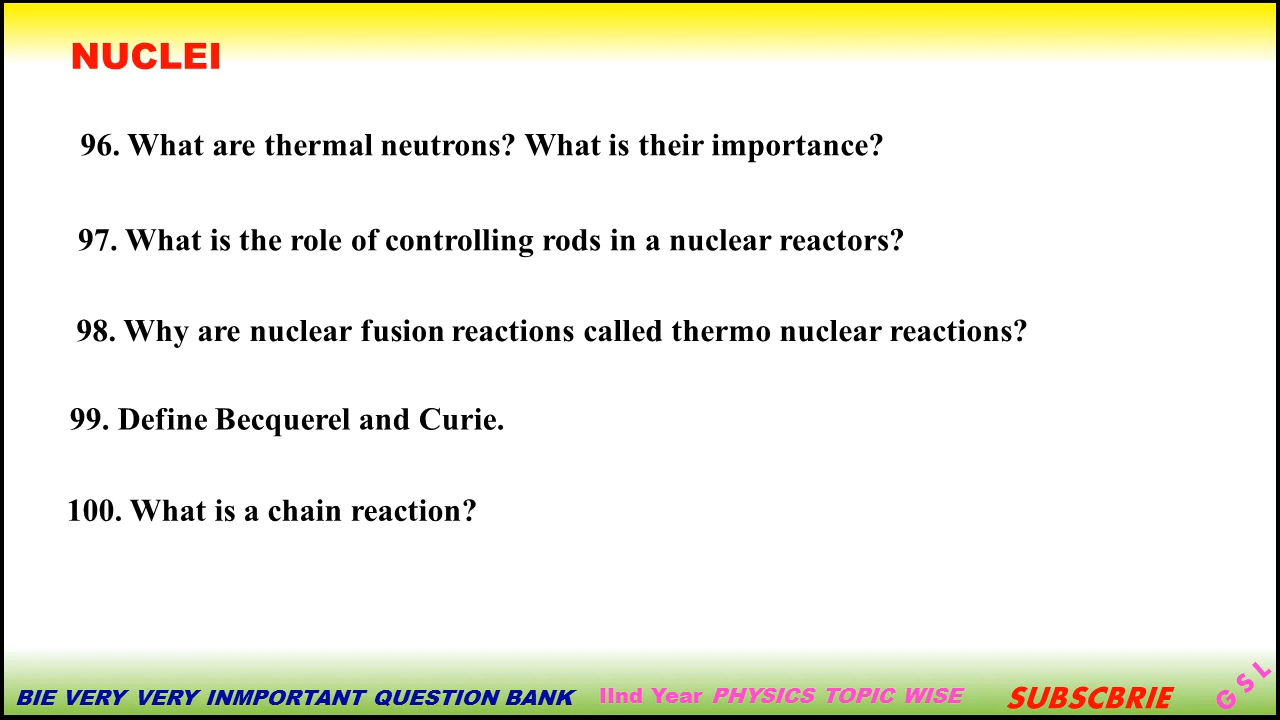 NUCLEI
96. What are thermal neutrons? What is their importance?
97. What is the role of controlling rods in a nuclear reactors?
98. Why are nuclear fusion reactions called thermo nuclear reactions?
99. Define Becquerel and Curie.
100. What is a chain reaction?
BIE VERY VERY INMPORTANT QUESTION BANK IInd Year PHYSICS TOPIC WISE SUBSCBRIE GSL